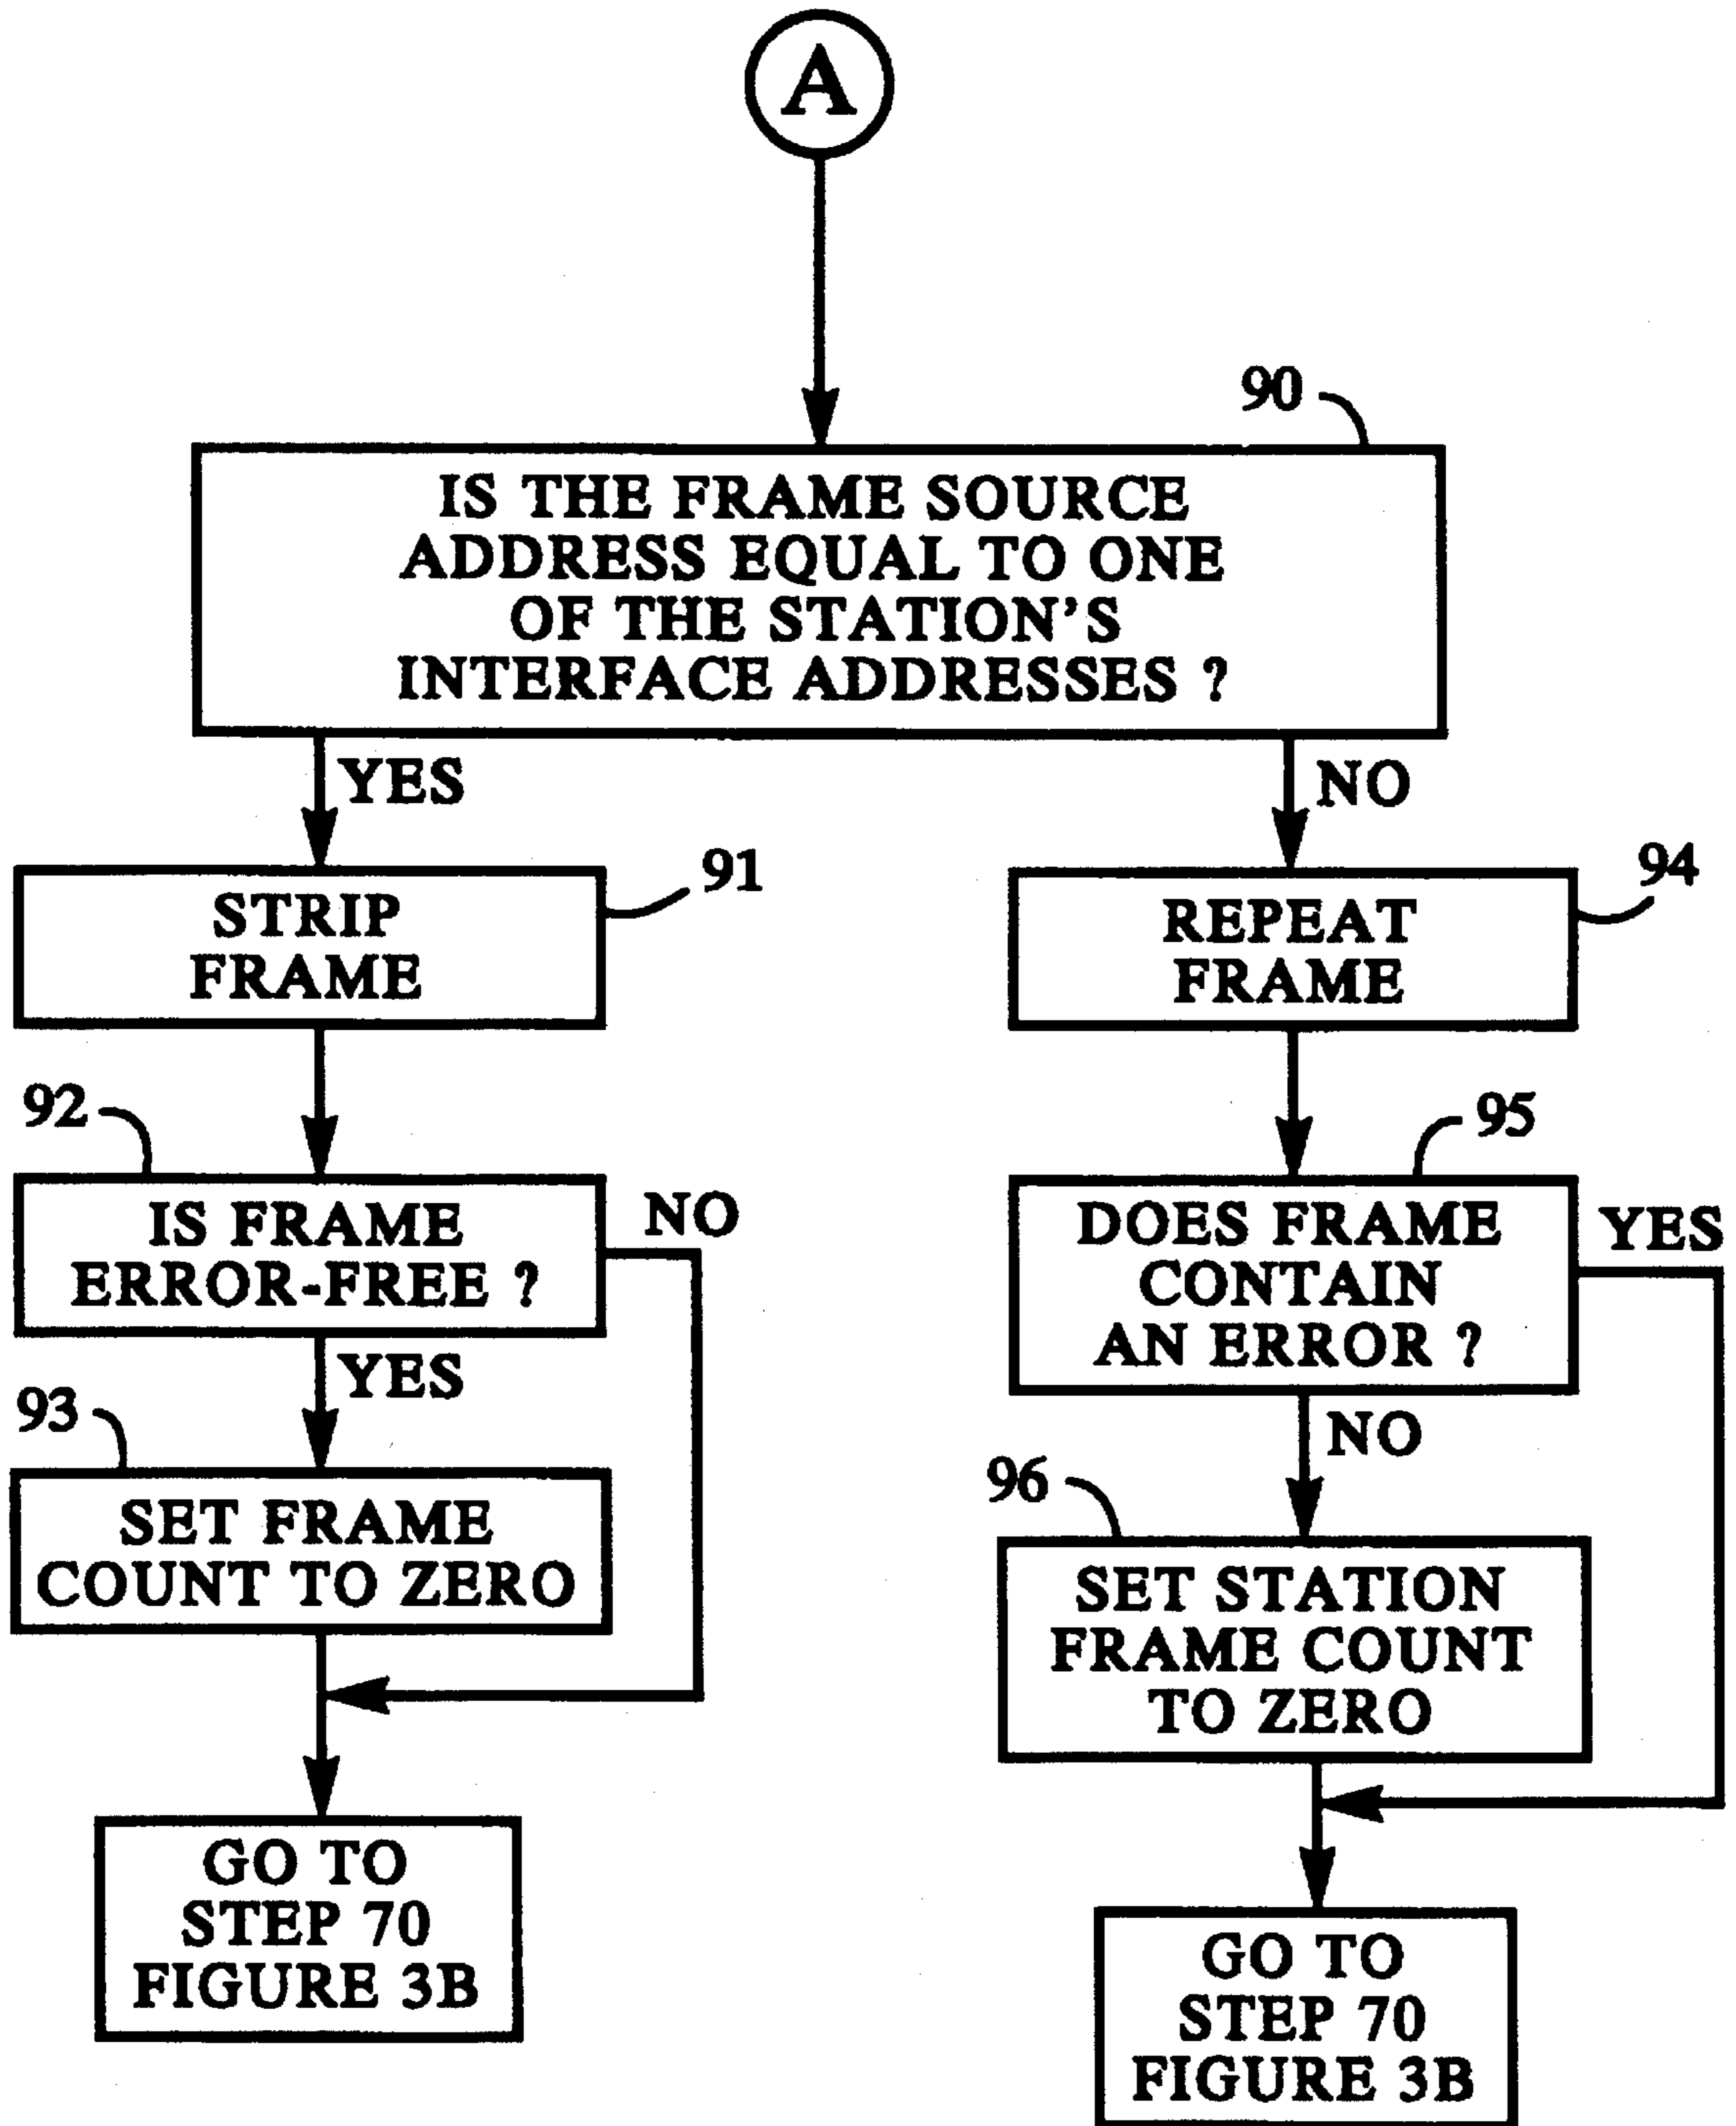 A
90
IS THE FRAME SOURCE
ADDRESS EQUAL TO ONE
OF THE STATION'S
INTERFACE ADDRESSES ?
YES
NO
91
STRIP
FRAME
94
REPEAT
FRAME
92
IS FRAME
ERROR-FREE ?
NO
95
DOES FRAME
CONTAIN
AN ERROR ?
YES
YES
NO
93
SET FRAME
COUNT TO ZERO
96
SET STATION
FRAME COUNT
TO ZERO
GO TO
STEP 70
FIGURE 3B
GO TO
STEP 70
FIGURE 3B